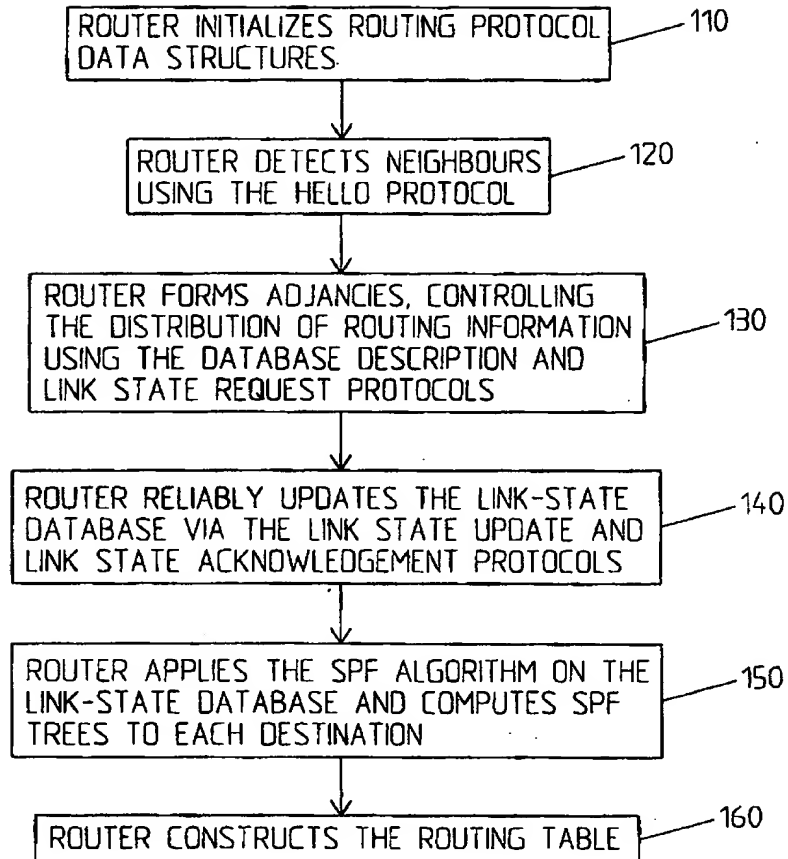 ROUTER INITIALIZES ROUTING PROTOCOL
DATA STRUCTURES.
110
ROUTER DETECTS NEIGHBOURS
USING THE HELLO PROTOCOL
120
ROUTER FORMS ADJANCIES, CONTROLLING
THE DISTRIBUTION OF ROUTING INFORMATION
USING THE DATABASE DESCRIPTION AND
LINK STATE REQUEST PROTOCOLS
130
ROUTER RELIABLY UPDATES THE LINK-STATE
DATABASE VIA THE LINK STATE UPDATE AND
LINK STATE ACKNOWLEDGEMENT PROTOCOLS
140
ROUTER APPLIES THE SPF ALGORITHM ON THE
LINK-STATE DATABASE AND COMPUTES SPF
TREES TO EACH DESTINATION
150
ROUTER CONSTRUCTS THE ROUTING TABLE
160